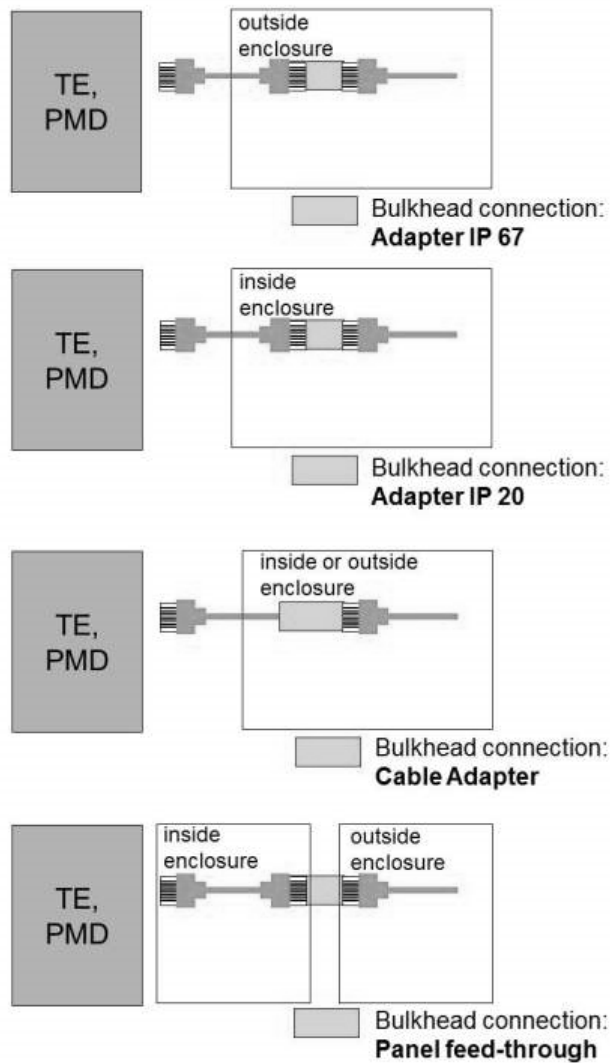 TE,
PMD
outside
enclosure
Bulkhead connection:
Adapter IP 67
TE,
PMD
inside
enclosure
Bulkhead connection:
Adapter IP 20
TE,
PMD
inside or outside
enclosure
Bulkhead connection:
Cable Adapter
TE,
PMD
inside
enclosure
outside
enclosure
Bulkhead connection:
Panel feed-through